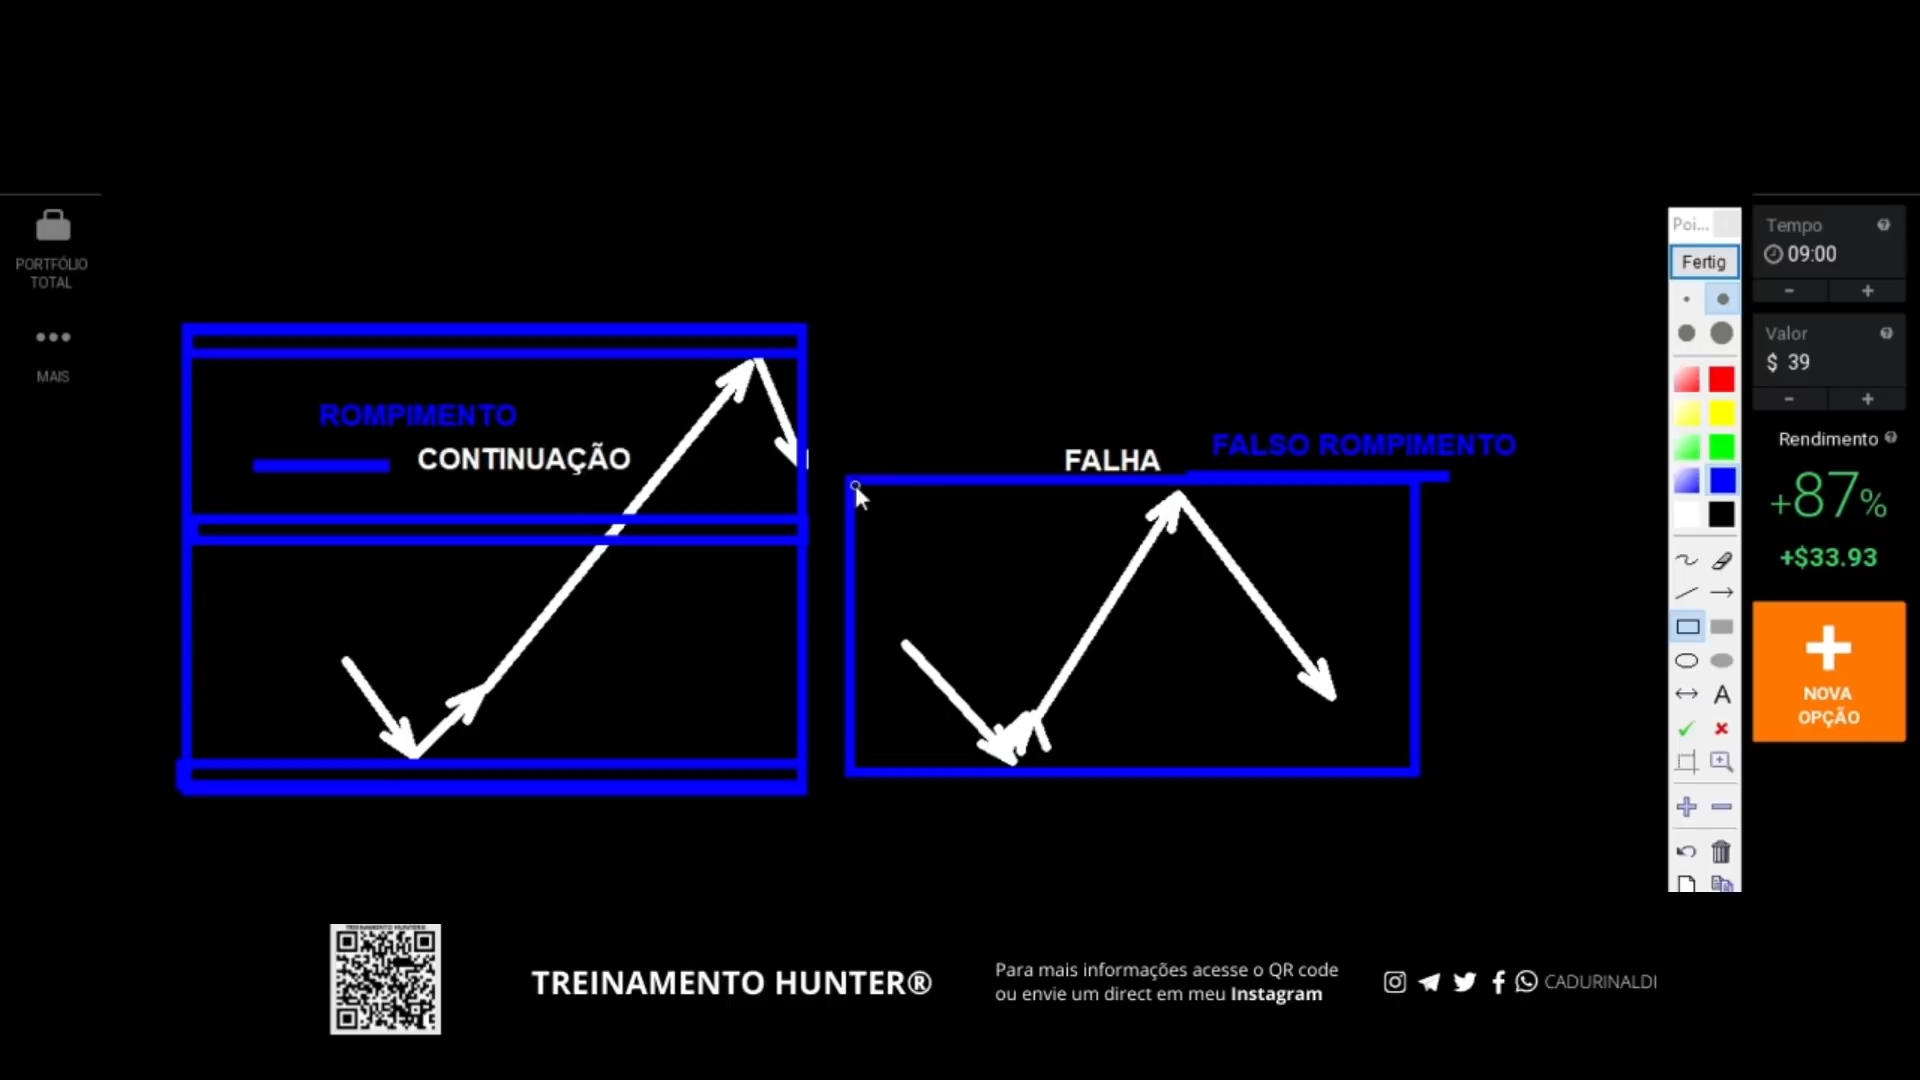 PORTFÓLIO
TOTAL
MAIS
ROMPIMENTO
CONTINUAÇÃO
FALHA
FALSO ROMPIMENTO
Poi...
Fertig
A
Tempo
09:00
-
+
Valor
$ 39
-
+
Rendimento
+87%
+$33.93
NOVA
OPÇÃO
TREINAMENTO HUNTER®
Para mais informações acesse o QR code
ou envie um direct em meu Instagram
CADURINALDI